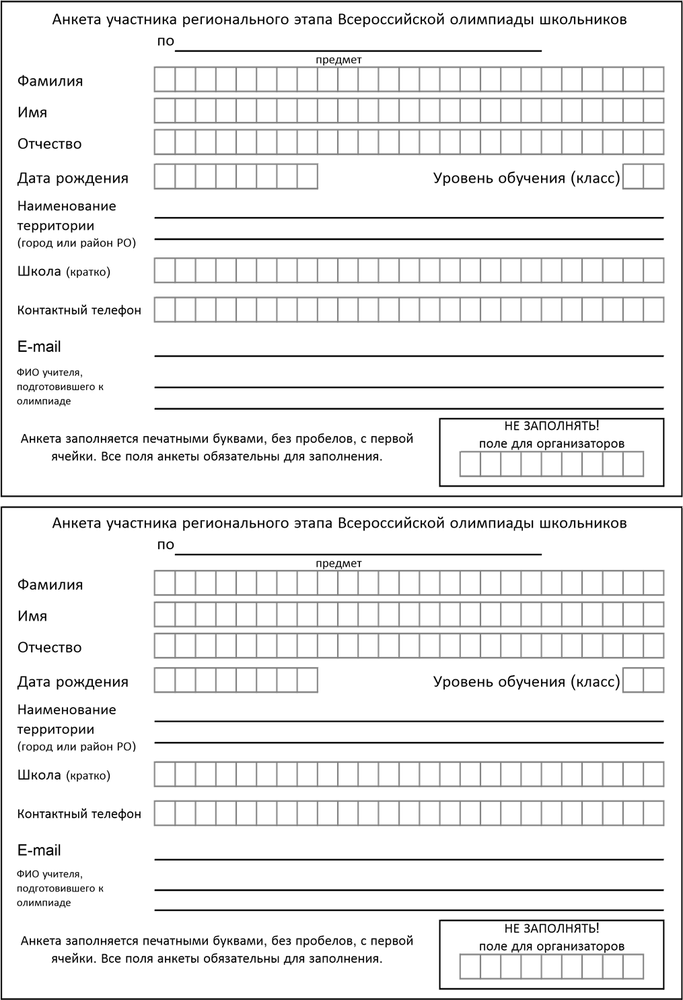 Анкета участника регионального этапа Всероссийской олимпиады школьников
по
предмет
Фамилия
Имя
Отчество
Дата рождения Уровень обучения (класс)
Наименование
территории
(город или район РО)
Школа (кратко)
Контактный телефон
E-mail
ФИО учителя,
подготовившего к
олимпиаде
НЕ ЗАПОЛНЯТЬ!
поле для организаторов
Анкета заполняется печатными буквами, без пробелов, с первой
ячейки. Все поля анкеты обязательны для заполнения.
Анкета участника регионального этапа Всероссийской олимпиады школьников
по
предмет
Фамилия
Имя
Отчество
Дата рождения Уровень обучения (класс)
Наименование
территории
(город или район РО)
Школа (кратко)
Контактный телефон
E-mail
ФИО учителя,
подготовившего к
олимпиаде
НЕ ЗАПОЛНЯТЬ!
поле для организаторов
Анкета заполняется печатными буквами, без пробелов, с первой
ячейки. Все поля анкеты обязательны для заполнения.